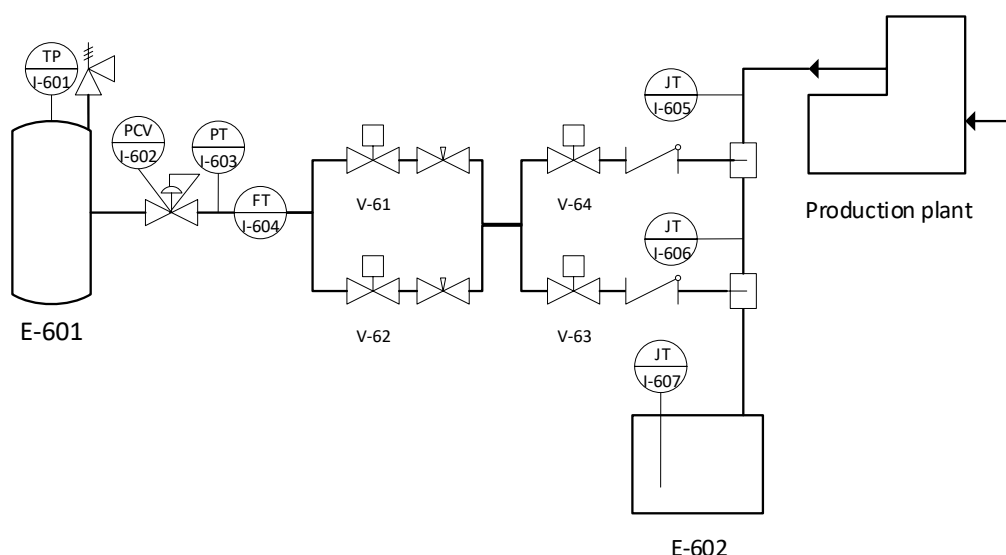 TP
I-601
PCV
I-602
PT
I-603
FT
I-604
V-61
V-64
JT
I-605
Production plant
JT
I-606
E-601
V-62
V-63
JT
I-607
E-602